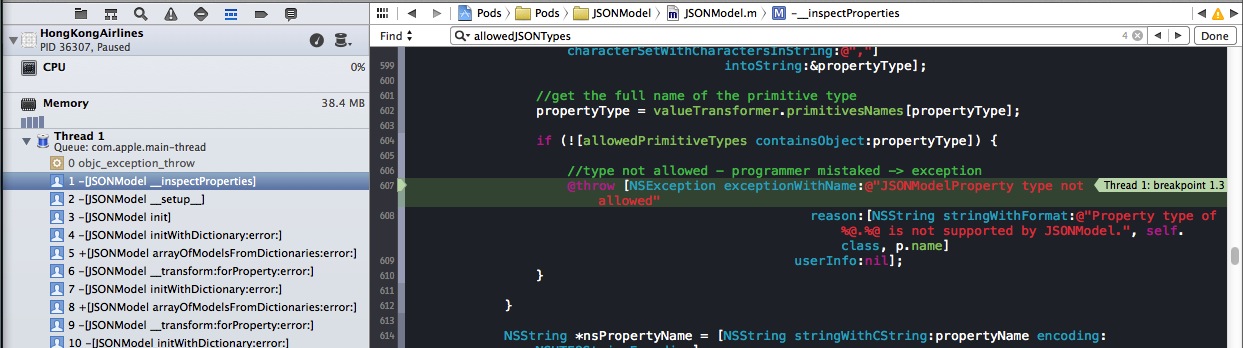 HongKongAirlines
PID 36307, Paused
CPU 0%
Memory 38.4 MB
Thread 1
Queue: com.apple.main-thread
0 objc_exception_throw
1 -[JSONModel __inspectProperties]
2 -[JSONModel __setup__]
3 -[JSONModel init]
4 -[JSONModel initWithDictionary:error:]
5 +[JSONModel arrayOfModelsFromDictionaries:error:]
6 -[JSONModel __transform:forProperty:error:]
7 -[JSONModel initWithDictionary:error:]
8 +[JSONModel arrayOfModelsFromDictionaries:error:]
9 -[JSONModel __transform:forProperty:error:]
10 -[JSONModel initWithDictionary:error:]
Pods Pods JSONModel JSONModel.m M -__inspectProperties
Find allowedJSONTypes 4 Done
characterSetWithCharactersInString:@","]
599 intoString:&propertyType];
600
601 //get the full name of the primitive type
602 propertyType = valueTransformer.primitivesNames[propertyType];
603
604 if (![allowedPrimitiveTypes containsObject:propertyType]) {
605
606 //type not allowed - programmer mistaked -> exception
607 @throw [NSException exceptionWithName:@"JSONModelProperty type not Thread 1: breakpoint 1.3
allowed"
608 reason:[NSString stringWithFormat:@"Property type of
%@.%@ is not supported by JSONModel.", self.
class, p.name]
609 userInfo:nil];
610 }
611
612 }
613
614 NSString *nsPropertyName = [NSString stringWithCString:propertyName encoding: